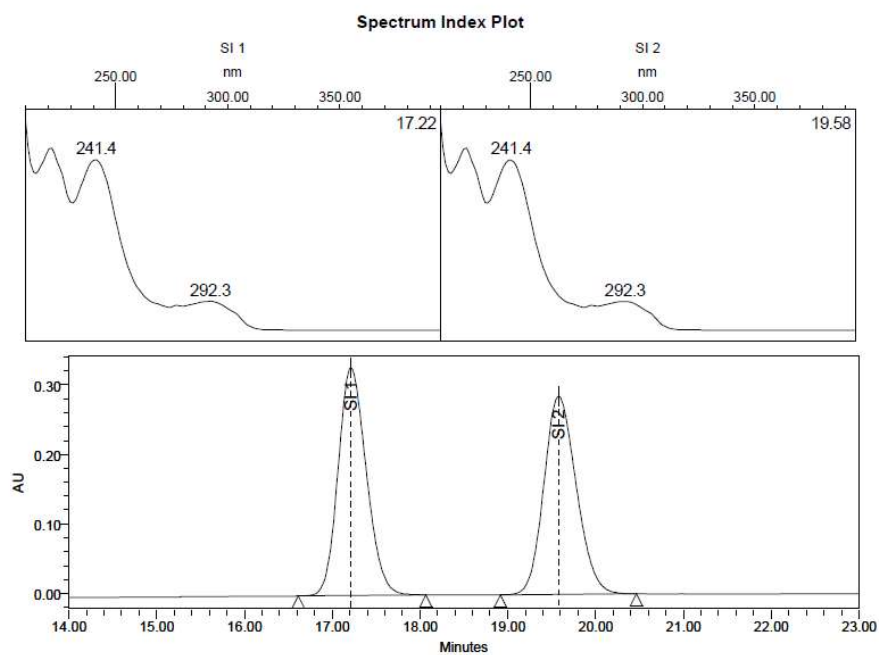 Spectrum Index Plot
SI 1 SI 2
nm nm
250.00 300.00 350.00 250.00 300.00 350.00
17.22 19.58
241.4 241.4
292.3 292.3
0.30
0.20
0.10
0.00
AU
SI 1
SI 2
14.00 15.00 16.00 17.00 18.00 19.00 20.00 21.00 22.00 23.00
Minutes